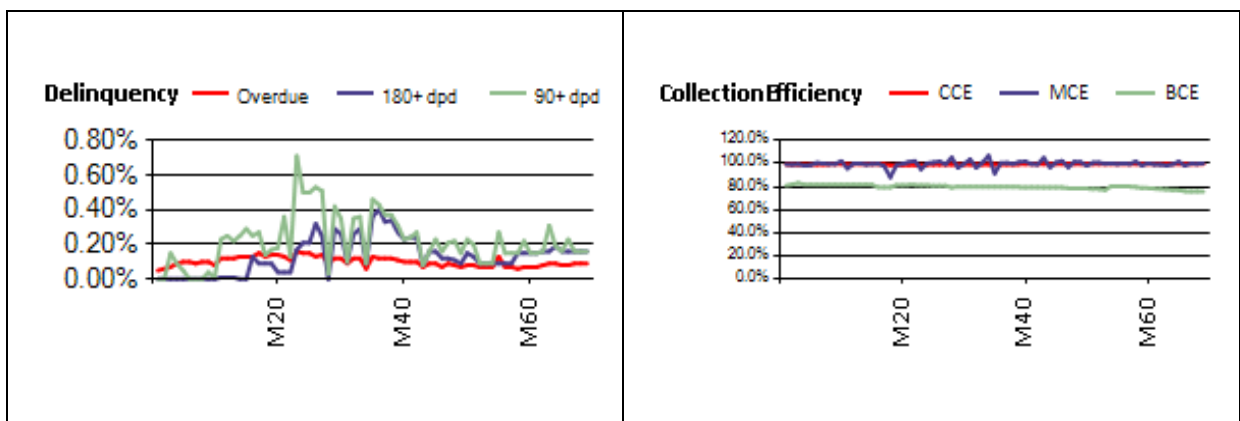 Delinquency Overdue 180+ dpd 90+ dpd
0.80%
0.60%
0.40%
0.20%
0.00%
M20
M40
M60
Collection Efficiency CCE MCE BCE
120.0%
100.0%
80.0%
60.0%
40.0%
20.0%
0.0%
M20
M40
M60